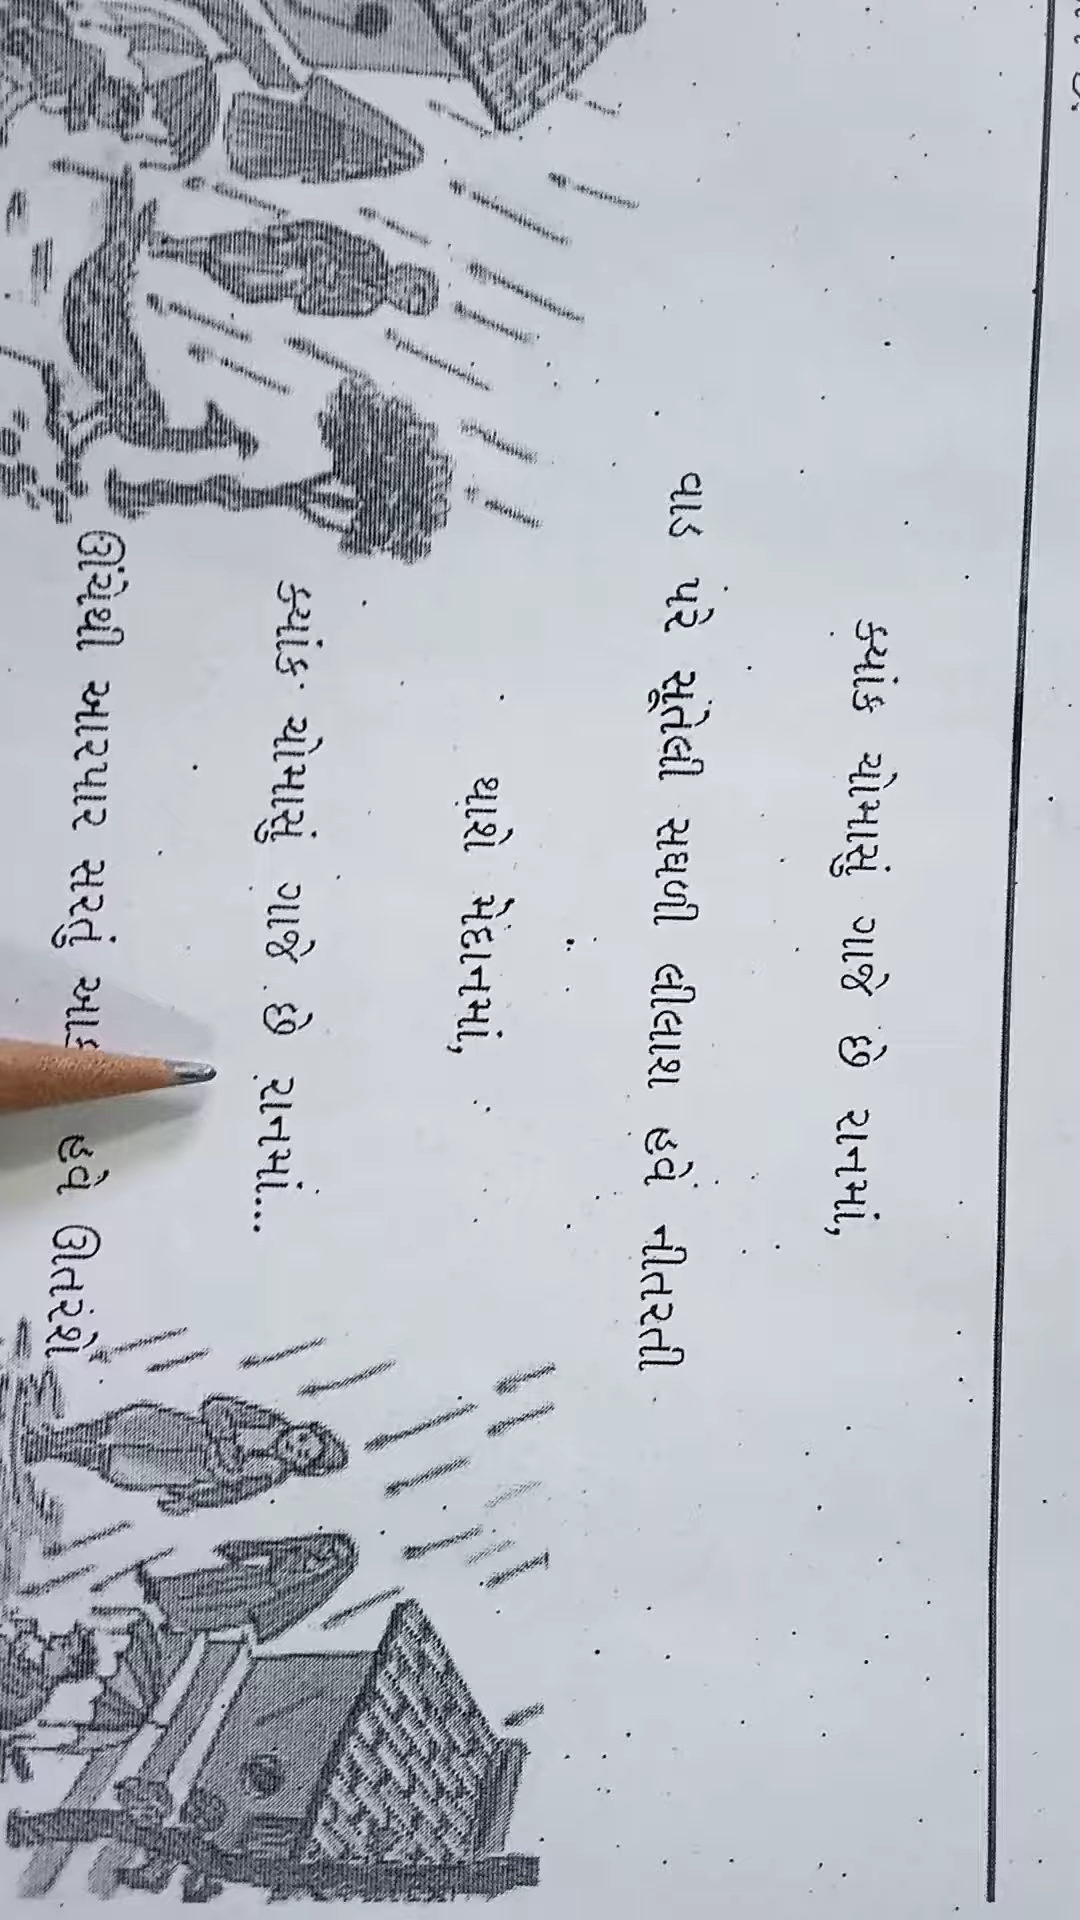 ક્યાંક ચોમાસું ગાજે છે રાનમાં,
વાડ પરે સૂતેલી સઘળી લીલાશ હવે નીતરતી
થાશે મેદાનમાં,
ક્યાંક ચોમાસું ગાજે છે રાનમાં...
ઊંચેથી આરપાર સરતું હવે ઊતરશે